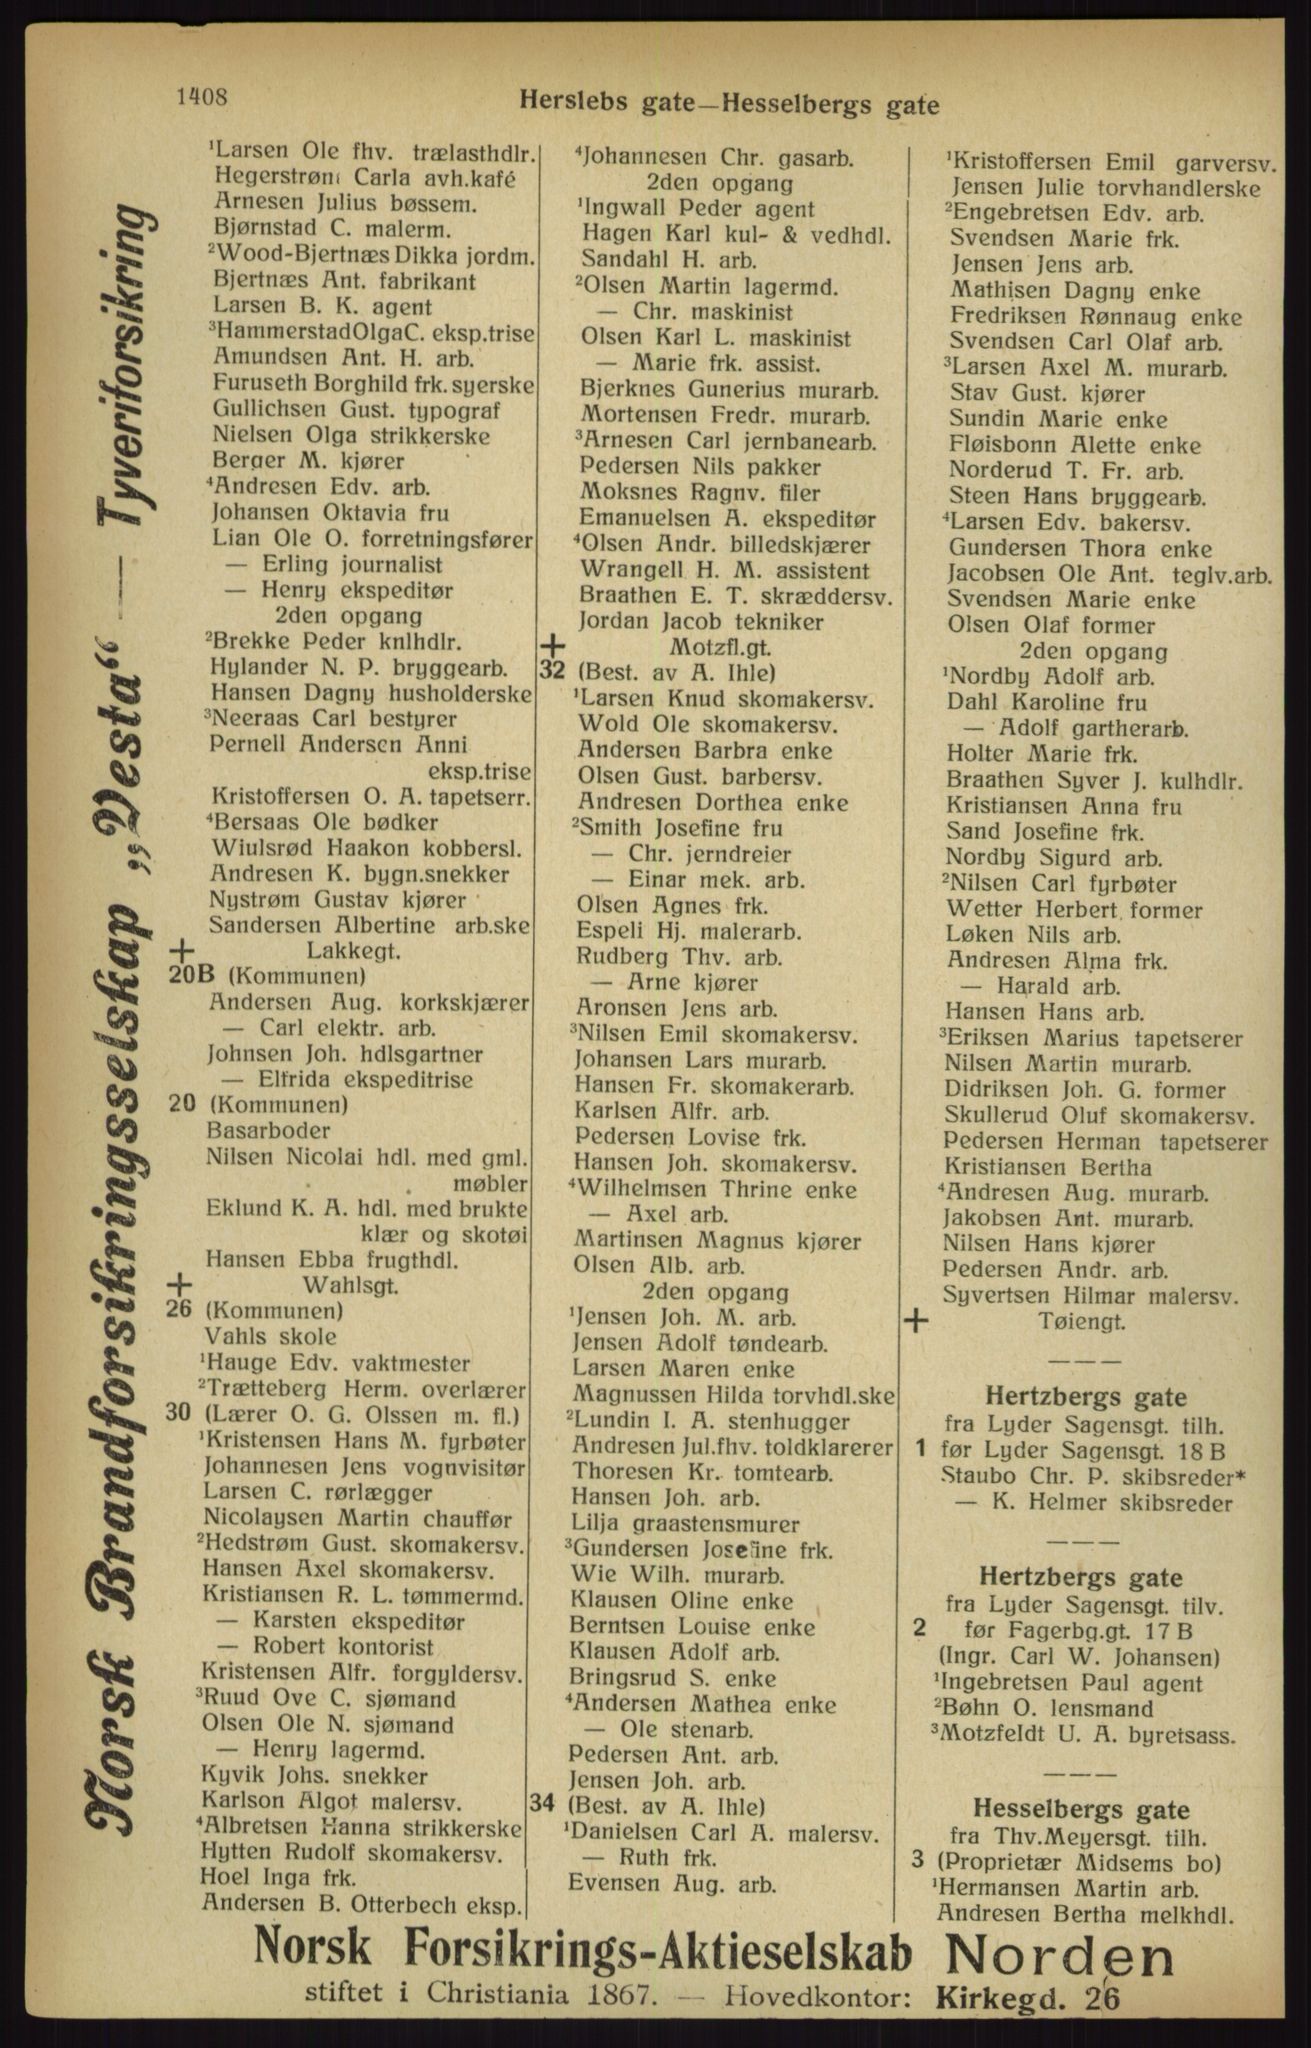 1408
Herslebs gate—Hesselbergs gate
Norsk Brandforsikringsselskap „Vesta“ — Tyveriforsikring
¹Larsen Ole fhv. trælasthdlr.
Hegerstrøm Carla avh.kafé
Arnesen Julius bøssem.
Bjørnstad C. malerm.
²Wood-Bjertnæs Dikka jordm.
Bjertnæs Ant. fabrikant
Larsen B. K. agent
³HammerstadOlgaC. eksp.trise
Amundsen Ant. H. arb.
Furuseth Borghild frk. syerske
Gullichsen Gust. typograf
Nielsen Olga strikkerske
Berger M. kjører
⁴Andresen Edv. arb.
Johansen Oktavia fru
Lian Ole O. forretningsfører
— Erling journalist
— Henry ekspeditør
2den opgang
²Brekke Peder knlhdlr.
Hylander N. P. bryggearb.
Hansen Dagny husholderske
³Neeraas Carl bestyrer
Pernell Andersen Anni
eksp.trise
Kristoffersen O. A. tapetserr.
⁴Bersaas Ole bødker
Wiulsrød Haakon kobbersl.
Andresen K. bygn.snekker
Nystrøm Gustav kjører
Sandersen Albertine arb.ske
+ Lakkegt.
20B (Kommunen)
Andersen Aug. korkskjærer
— Carl elektr. arb.
Johnsen Joh. hdlsgartner
— Elfrida ekspeditrise
20 (Kommunen)
Basarboder
Nilsen Nicolai hdl. med gml.
møbler
Eklund K. A. hdl. med brukte
klær og skotøi
Hansen Ebba frugthdl.
+ Wahlsgt.
26 (Kommunen)
Vahls skole
¹Hauge Edv. vaktmester
²Trætteberg Herm. overlærer
30 (Lærer O. G. Olssen m. fl.)
¹Kristensen Hans M. fyrbøter
Johannesen Jens vognvisitør
Larsen C. rørlægger
Nicolaysen Martin chauffør
²Hedstrøm Gust. skomakersv.
Hansen Axel skomakersv.
Kristiansen R. L. tømmermd.
— Karsten ekspeditør
— Robert kontorist
Kristensen Alfr. forgyldersv.
³Ruud Ove C. sjømand
Olsen Ole N. sjømand
— Henry lagermd.
Kyvik Johs. snekker
Karlson Algot malersv.
⁴Albretsen Hanna strikkerske
Hytten Rudolf skomakersv.
Hoel Inga frk.
Andersen B. Otterbech eksp.
⁴Johannesen Chr. gasarb.
2den opgang
¹Ingwall Peder agent
Hagen Karl kul- & vedhdl.
Sandahl H. arb.
²Olsen Martin lagermd.
— Chr. maskinist
Olsen Karl L. maskinist
— Marie frk. assist.
Bjerknes Gunerius murarb.
Mortensen Fredr. murarb.
³Arnesen Carl jernbanearb.
Pedersen Nils pakker
Moksnes Ragnv. filer
Emanuelsen A. ekspeditør
⁴Olsen Andr. billedskjærer
Wrangell H. M. assistent
Braathen E. T. skræddersv.
Jordan Jacob tekniker
+ Motzfl.gt.
32 (Best. av A. Ihle)
¹Larsen Knud skomakersv.
Wold Ole skomakersv.
Andersen Barbra enke
Olsen Gust. barbersv.
Andresen Dorthea enke
²Smith Josefine fru
— Chr. jerndreier
— Einar mek. arb.
Olsen Agnes frk.
Espeli Hj. malerarb.
Rudberg Thv. arb.
— Arne kjører
Aronsen Jens arb.
³Nilsen Emil skomakersv.
Johansen Lars murarb.
Hansen Fr. skomakerarb.
Karlsen Alfr. arb.
Pedersen Lovise frk.
Hansen Joh. skomakersv.
⁴Wilhelmsen Thrine enke
— Axel arb.
Martinsen Magnus kjører
Olsen Alb. arb.
2den opgang
¹Jensen Joh. M. arb.
Jensen Adolf tøndearb.
Larsen Maren enke
Magnussen Hilda torvhdl.ske
²Lundin I. A. stenhugger
Andresen Jul.fhv. toldklarerer
Thoresen Kr. tomtearb.
Hansen Joh. arb.
Lilja graastensmurer
³Gundersen Josefine frk.
Wie Wilh. murarb.
Klausen Oline enke
Berntsen Louise enke
Klausen Adolf arb.
Bringsrud S. enke
⁴Andersen Mathea enke
— Ole stenarb.
Pedersen Ant. arb.
Jensen Joh. arb.
34 (Best. av A. Ihle)
¹Danielsen Carl A. malersv.
— Ruth frk.
Evensen Aug. arb.
¹Kristoffersen Emil garversv.
Jensen Julie torvhandlerske
²Engebretsen Edv. arb.
Svendsen Marie frk.
Jensen Jens arb.
Mathisen Dagny enke
Fredriksen Rønnaug enke
Svendsen Carl Olaf arb.
³Larsen Axel M. murarb.
Stav Gust. kjører
Sundin Marie enke
Fløisbonn Alette enke
Norderud T. Fr. arb.
Steen Hans bryggearb.
⁴Larsen Edv. bakersv.
Gundersen Thora enke
Jacobsen Ole Ant. teglv.arb.
Svendsen Marie enke
Olsen Olaf former
2den opgang
¹Nordby Adolf arb.
Dahl Karoline fru
— Adolf gartherarb.
Holter Marie frk.
Braathen Syver J. kulhdlr.
Kristiansen Anna fru
Sand Josefine frk.
Nordby Sigurd arb.
²Nilsen Carl fyrbøter
Wetter Herbert former
Løken Nils arb.
Andresen Alma frk.
— Harald arb.
Hansen Hans arb.
³Eriksen Marius tapetserer
Nilsen Martin murarb.
Didriksen Joh. G. former
Skullerud Oluf skomakersv.
Pedersen Herman tapetserer
Kristiansen Bertha
⁴Andresen Aug. murarb.
Jakobsen Ant. murarb.
Nilsen Hans kjører
Pedersen Andr. arb.
Syvertsen Hilmar malersv.
+ Tøiengt.
———
Hertzbergs gate
fra Lyder Sagensgt. tilh.
1 før Lyder Sagensgt. 18 B
Staubo Chr. P. skibsreder*
— K. Helmer skibsreder
———
Hertzbergs gate
fra Lyder Sagensgt. tilv.
2 før Fagerbg.gt. 17 B
(Ingr. Carl W. Johansen)
¹Ingebretsen Paul agent
²Bøhn O. lensmand
³Motzfeldt U. A. byretsass.
———
Hesselbergs gate
fra Thv.Meyersgt. tilh.
3 (Proprietær Midsems bo)
¹Hermansen Martin arb.
Andresen Bertha melkhdl.
Norsk Forsikrings-Aktieselskab Norden
stiftet i Christiania 1867. — Hovedkontor: Kirkegd. 26